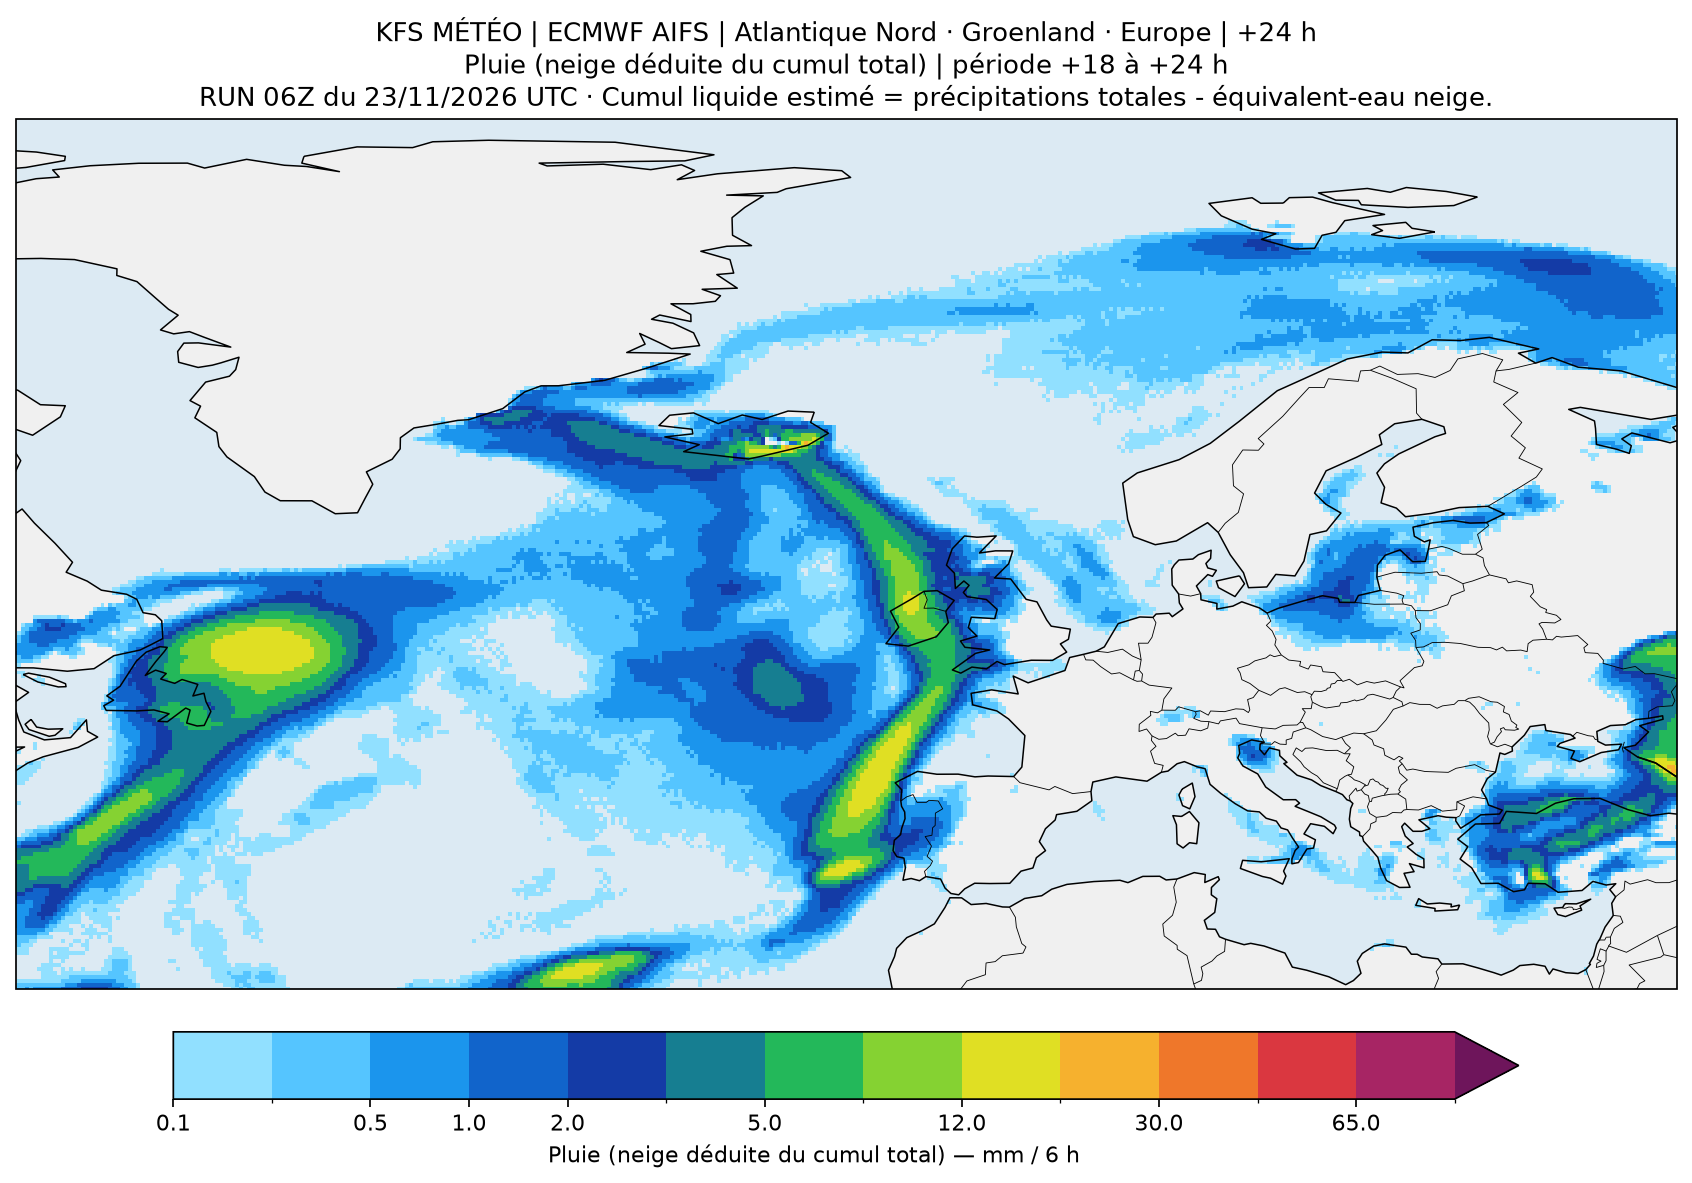 KFS MÉTÉO | ECMWF AIFS | Atlantique Nord · Groenland · Europe | +24 h
Pluie (neige déduite du cumul total) | période +18 à +24 h
RUN 06Z du 23/11/2026 UTC · Cumul liquide estimé = précipitations totales - équivalent-eau neige.
0.1 0.5 1.0 2.0 5.0 12.0 30.0 65.0
Pluie (neige déduite du cumul total) — mm / 6 h